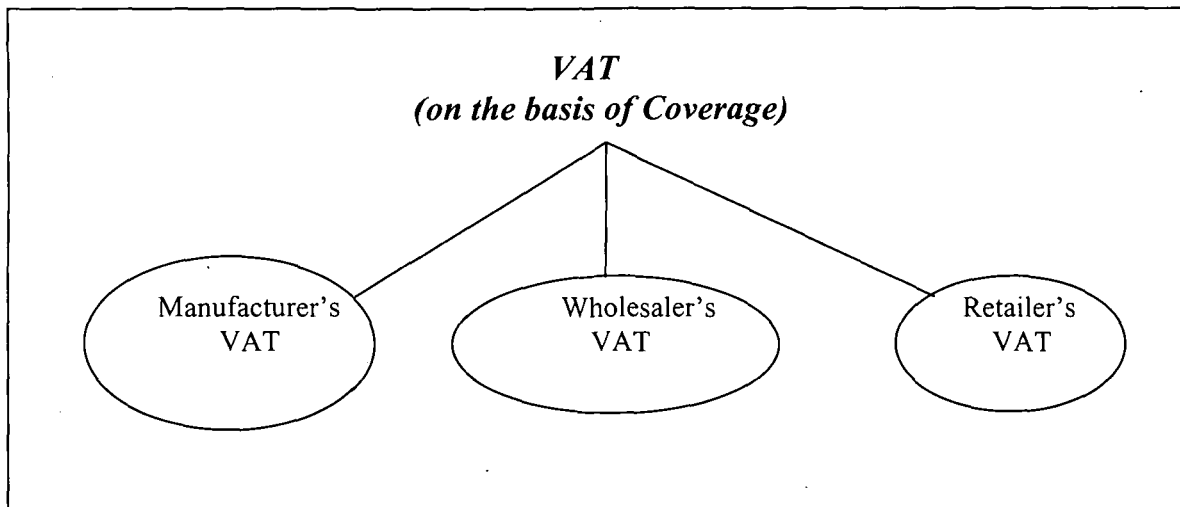 VAT
(on the basis of Coverage)
Manufacturer's
VAT
Wholesaler's
VAT
Retailer's
VAT